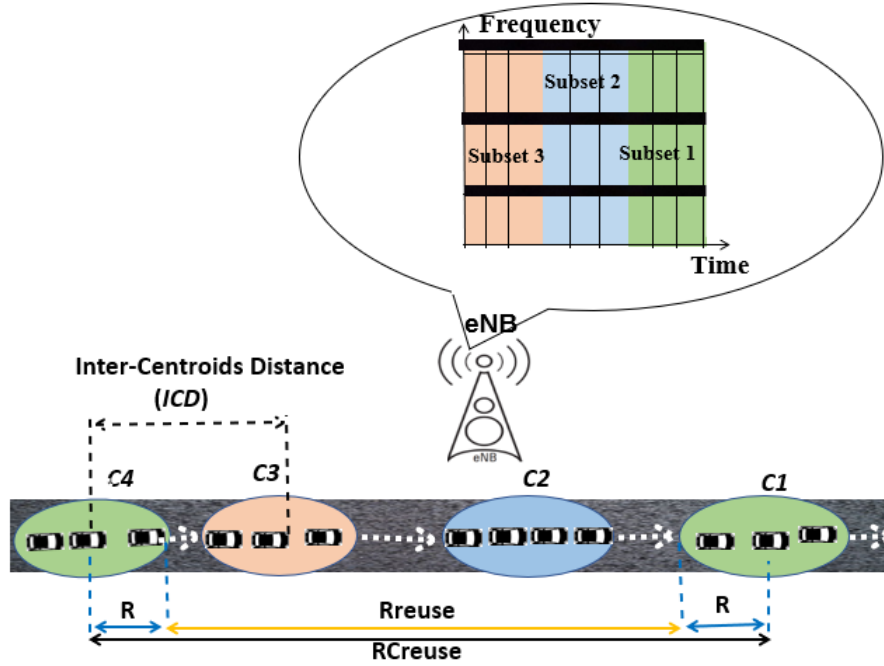 Frequency
Subset 2
Subset 3
Subset 1
Time
eNB
Inter-Centroids Distance
(ICD)
eNB
C4
C3
C2
C1
R
Rreuse
R
RCreuse